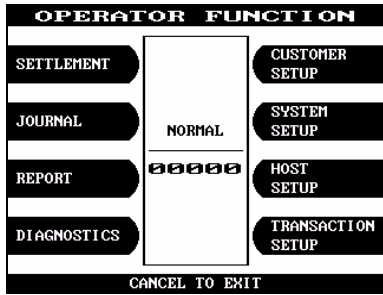 OPERATOR FUNCTION
SETTLEMENT
CUSTOMER
SETUP
JOURNAL
NORMAL
SYSTEM
SETUP
REPORT
00000
HOST
SETUP
DIAGNOSTICS
TRANSACTION
SETUP
CANCEL TO EXIT